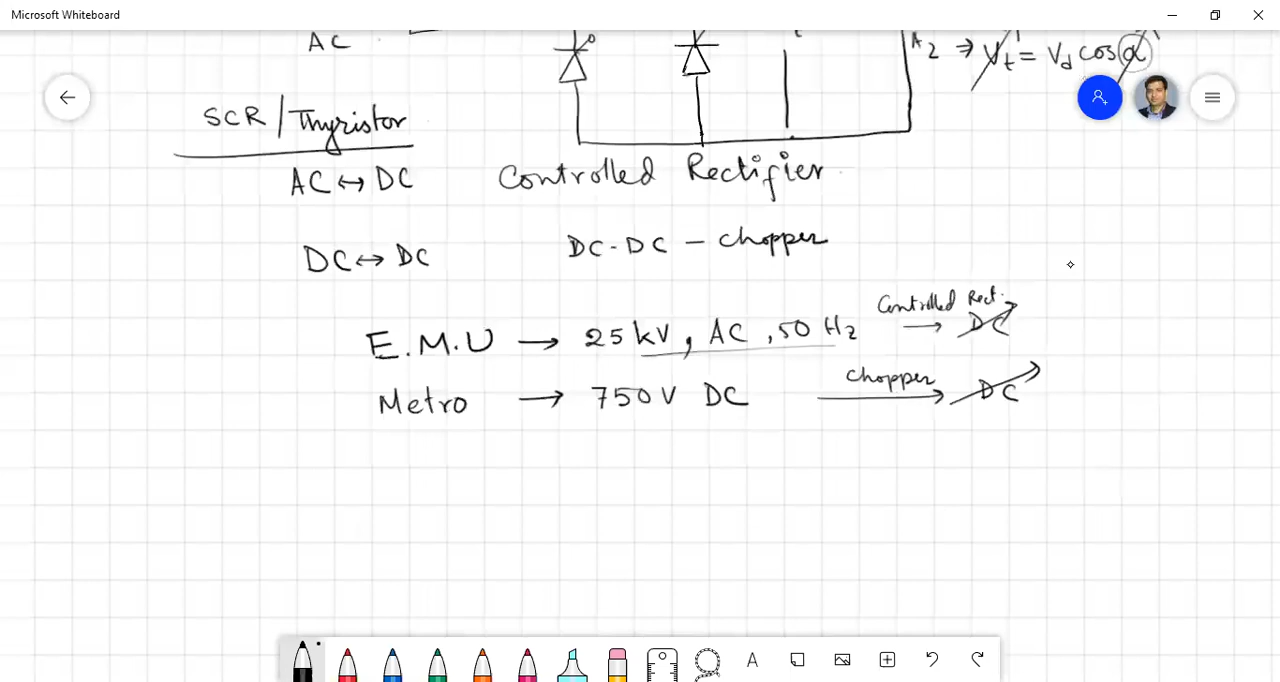 Microsoft Whiteboard
AC
A2 ⇒ Vt = Vd cos α
SCR/Thyristor
AC ↔ DC Controlled Rectifier
DC ↔ DC DC-DC – chopper
E.M.U → 25 kV, AC, 50 Hz Controlled Rect. → DC
Metro → 750 V DC chopper → DC
A